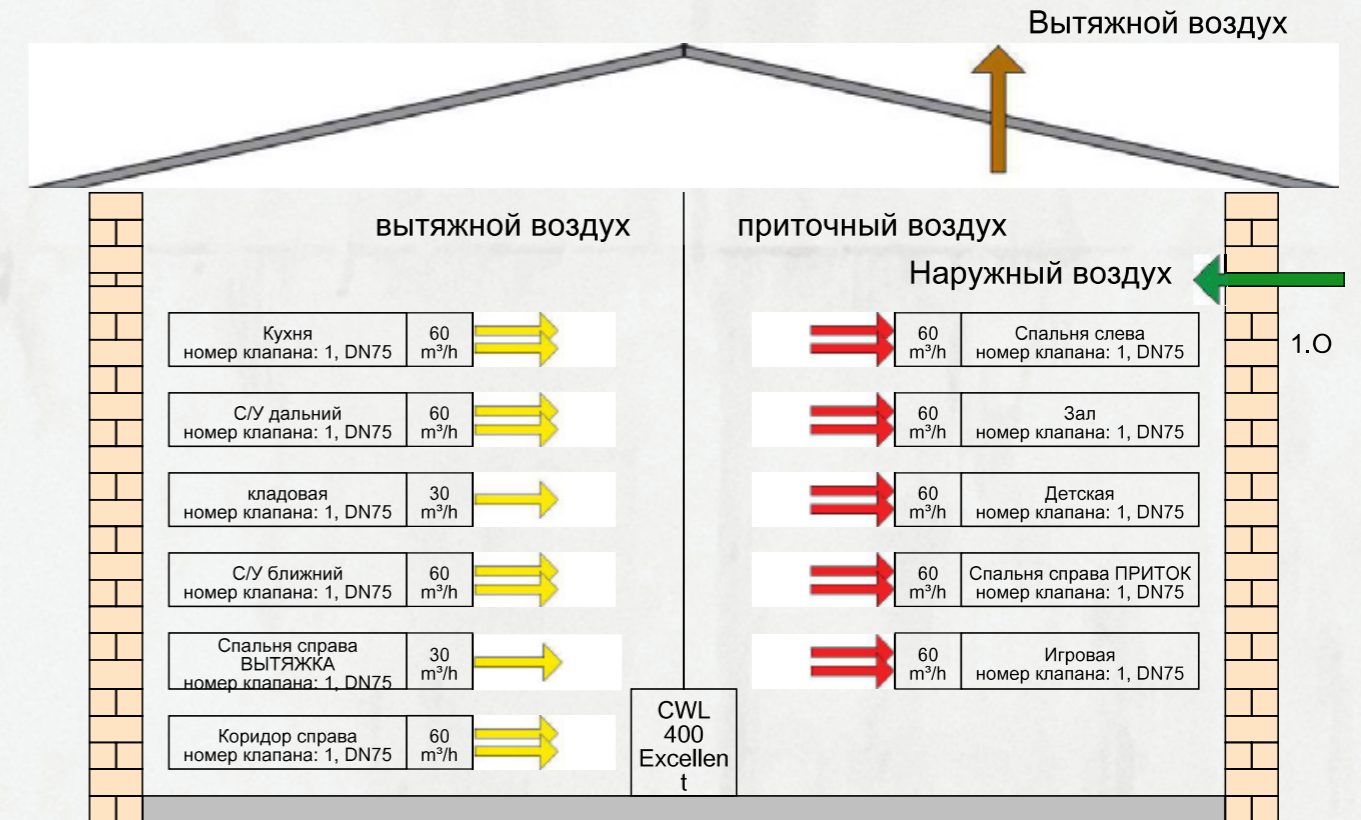 Вытяжной воздух
вытяжной воздух
приточный воздух
Наружный воздух
Кухня
номер клапана: 1, DN75
60
m³/h
60
m³/h
Спальня слева
номер клапана: 1, DN75
1.O
С/У дальний
номер клапана: 1, DN75
60
m³/h
60
m³/h
Зал
номер клапана: 1, DN75
кладовая
номер клапана: 1, DN75
30
m³/h
60
m³/h
Детская
номер клапана: 1, DN75
С/У ближний
номер клапана: 1, DN75
60
m³/h
60
m³/h
Спальня справа ПРИТОК
номер клапана: 1, DN75
Спальня справа
ВЫТЯЖКА
номер клапана: 1, DN75
30
m³/h
60
m³/h
Игровая
номер клапана: 1, DN75
Коридор справа
номер клапана: 1, DN75
60
m³/h
CWL
400
Excellen
t